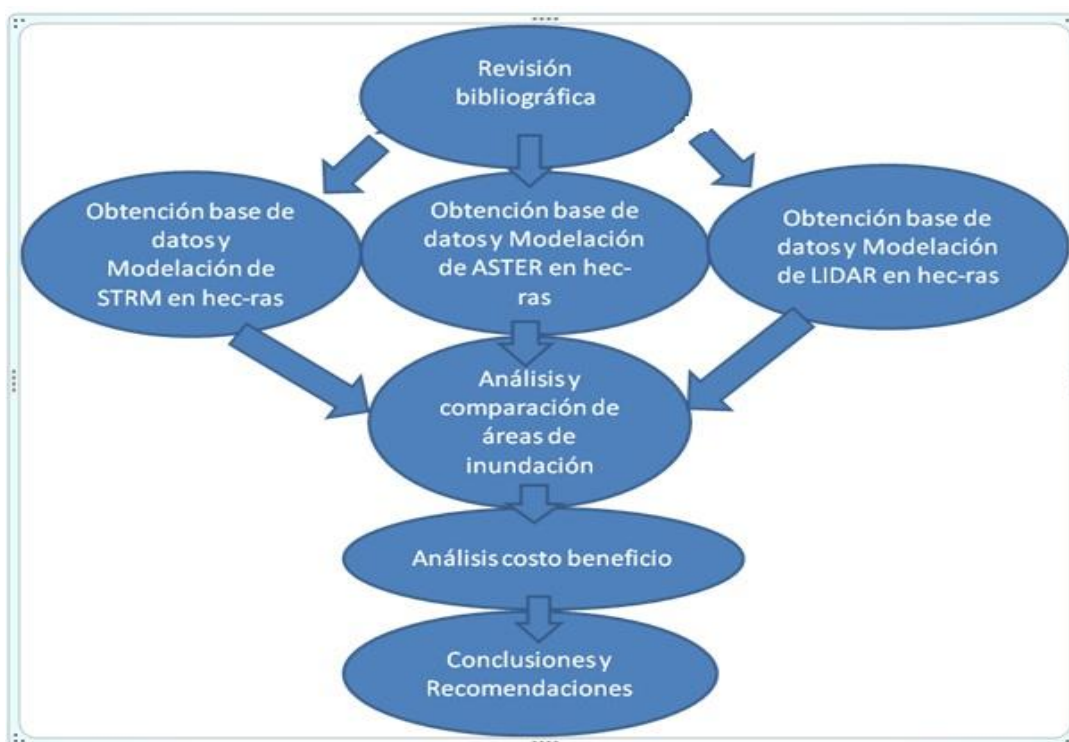 Revisión
bibliográfica
Obtención base de
datos y
Modelación de
STRM en hec-ras
Obtención base de
datos y Modelación
de ASTER en hec-
ras
Obtención base de
datos y Modelación
de LIDAR en hec-ras
Análisis y
comparación de
áreas de
inundación
Análisis costo beneficio
Conclusiones y
Recomendaciones